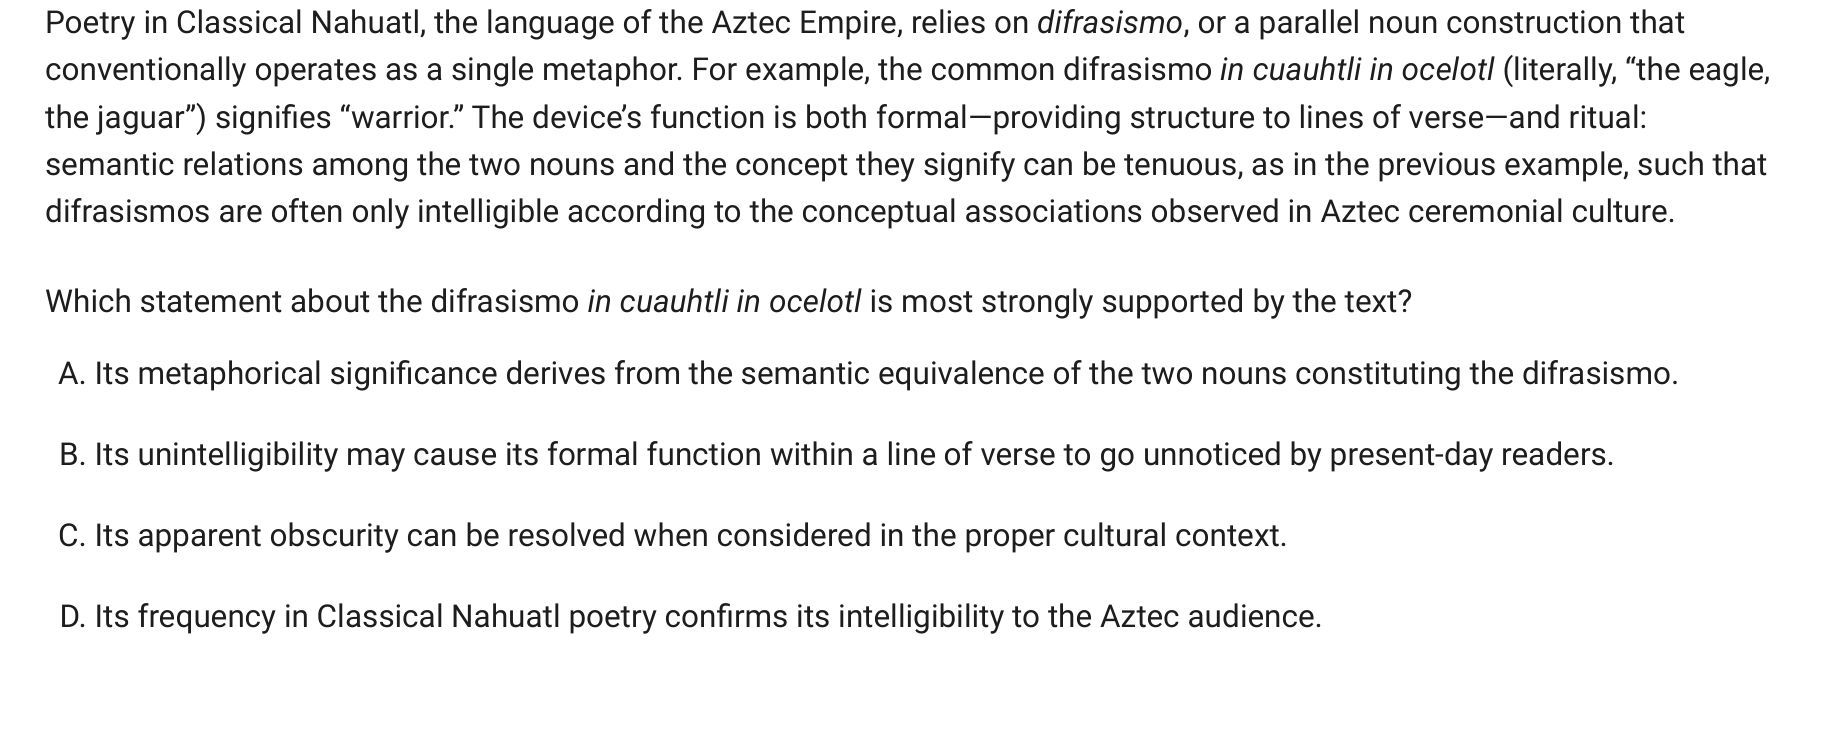 Poetry in Classical Nahuatl, the language of the Aztec Empire, relies on difrasismo, or a parallel noun construction that
conventionally operates as a single metaphor. For example, the common difrasismo in cuauhtli in ocelotl (literally, “the eagle,
the jaguar”) signifies “warrior.” The device’s function is both formal—providing structure to lines of verse—and ritual:
semantic relations among the two nouns and the concept they signify can be tenuous, as in the previous example, such that
difrasismos are often only intelligible according to the conceptual associations observed in Aztec ceremonial culture.
Which statement about the difrasismo in cuauhtli in ocelotl is most strongly supported by the text?
A. Its metaphorical significance derives from the semantic equivalence of the two nouns constituting the difrasismo.
B. Its unintelligibility may cause its formal function within a line of verse to go unnoticed by present-day readers.
C. Its apparent obscurity can be resolved when considered in the proper cultural context.
D. Its frequency in Classical Nahuatl poetry confirms its intelligibility to the Aztec audience.